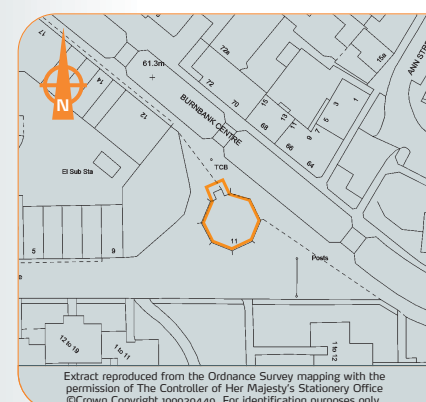 17
61.3m
72a
15a
ANN STR
N
14
72
70
15
3
1
12
BURNBANK CENTRE
13
11
5
7
9
68
66
64
TCB
El Sub Sta
11
5
9
Posts
12 to 19
1 to 11
1 to 12
Extract reproduced from the Ordnance Survey mapping with the
permission of The Controller of Her Majesty's Stationery Office
©Crown Copyright 100020449. For identification purposes only.